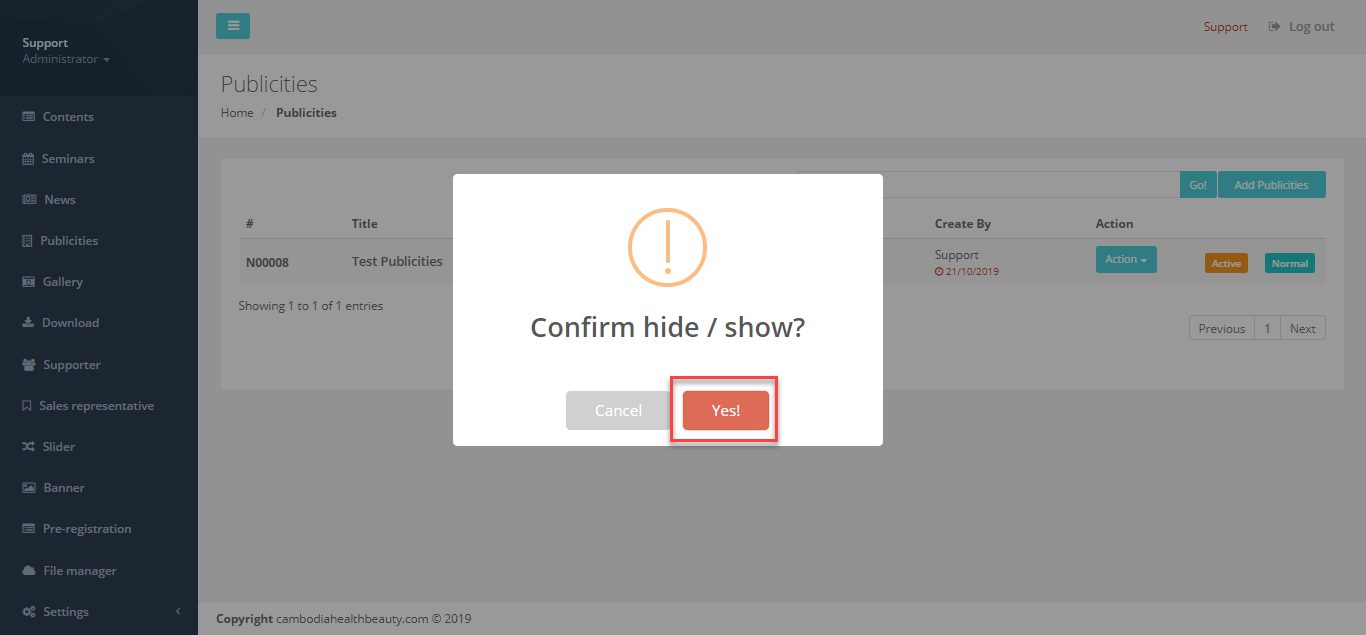 Support
Administrator
Contents
Seminars
News
Publicities
Gallery
Download
Supporter
Sales representative
Slider
Banner
Pre-registration
File manager
Settings
Support Log out
Publicities
Home / Publicities
Go! Add Publicities
# Title Create By Action
N00008 Test Publicities Support Action Active Normal
21/10/2019
Showing 1 to 1 of 1 entries
Previous 1 Next
Confirm hide / show?
Cancel Yes!
Copyright cambodiahealthbeauty.com © 2019